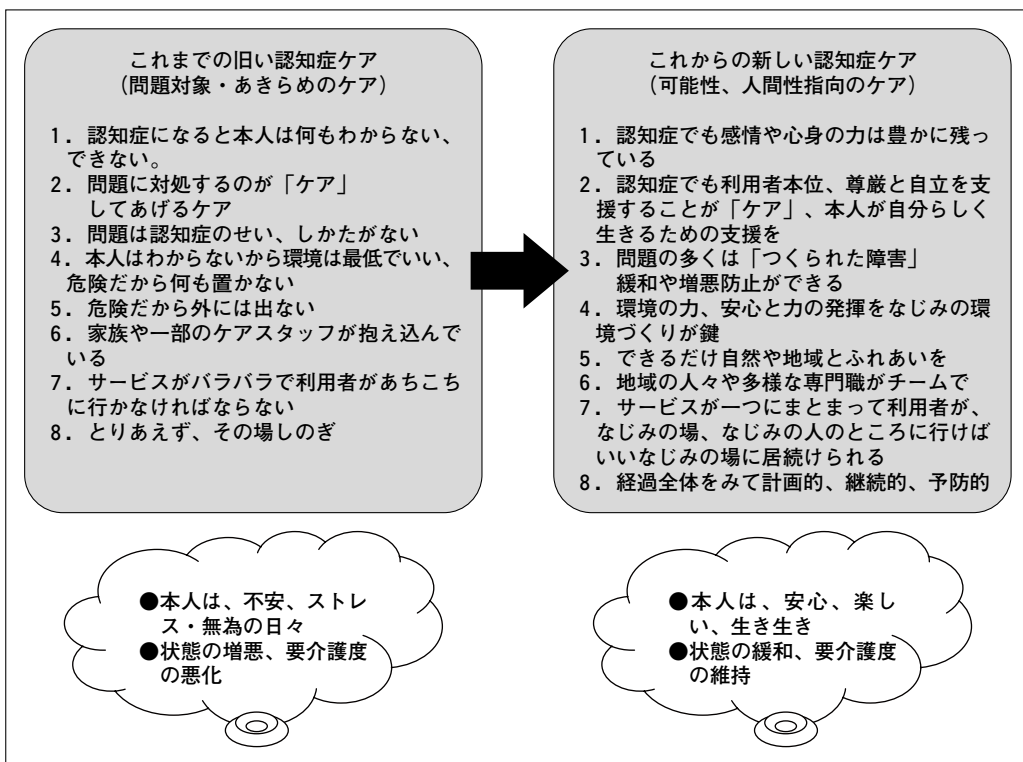 これまでの旧い認知症ケア
（問題対象・あきらめのケア）
1．認知症になると本人は何もわからない、
できない。
2．問題に対処するのが「ケア」
してあげるケア
3．問題は認知症のせい、しかたがない
4．本人はわからないから環境は最低でいい、
危険だから何も置かない
5．危険だから外には出ない
6．家族や一部のケアスタッフが抱え込んで
いる
7．サービスがバラバラで利用者があちこち
に行かなければならない
8．とりあえず、その場しのぎ
これからの新しい認知症ケア
（可能性、人間性指向のケア）
1．認知症でも感情や心身の力は豊かに残っ
ている
2．認知症でも利用者本位、尊厳と自立を支
援することが「ケア」、本人が自分らしく
生きるための支援を
3．問題の多くは「つくられた障害」
緩和や増悪防止ができる
4．環境の力、安心と力の発揮をなじみの環
境づくりが鍵
5．できるだけ自然や地域とふれあいを
6．地域の人々や多様な専門職がチームで
7．サービスが一つにまとまって利用者が、
なじみの場、なじみの人のところに行けば
いいなじみの場に居続けられる
8．経過全体をみて計画的、継続的、予防的
●本人は、不安、ストレ
ス・無為の日々
●状態の増悪、要介護度
の悪化
●本人は、安心、楽し
い、生き生き
●状態の緩和、要介護度
の維持